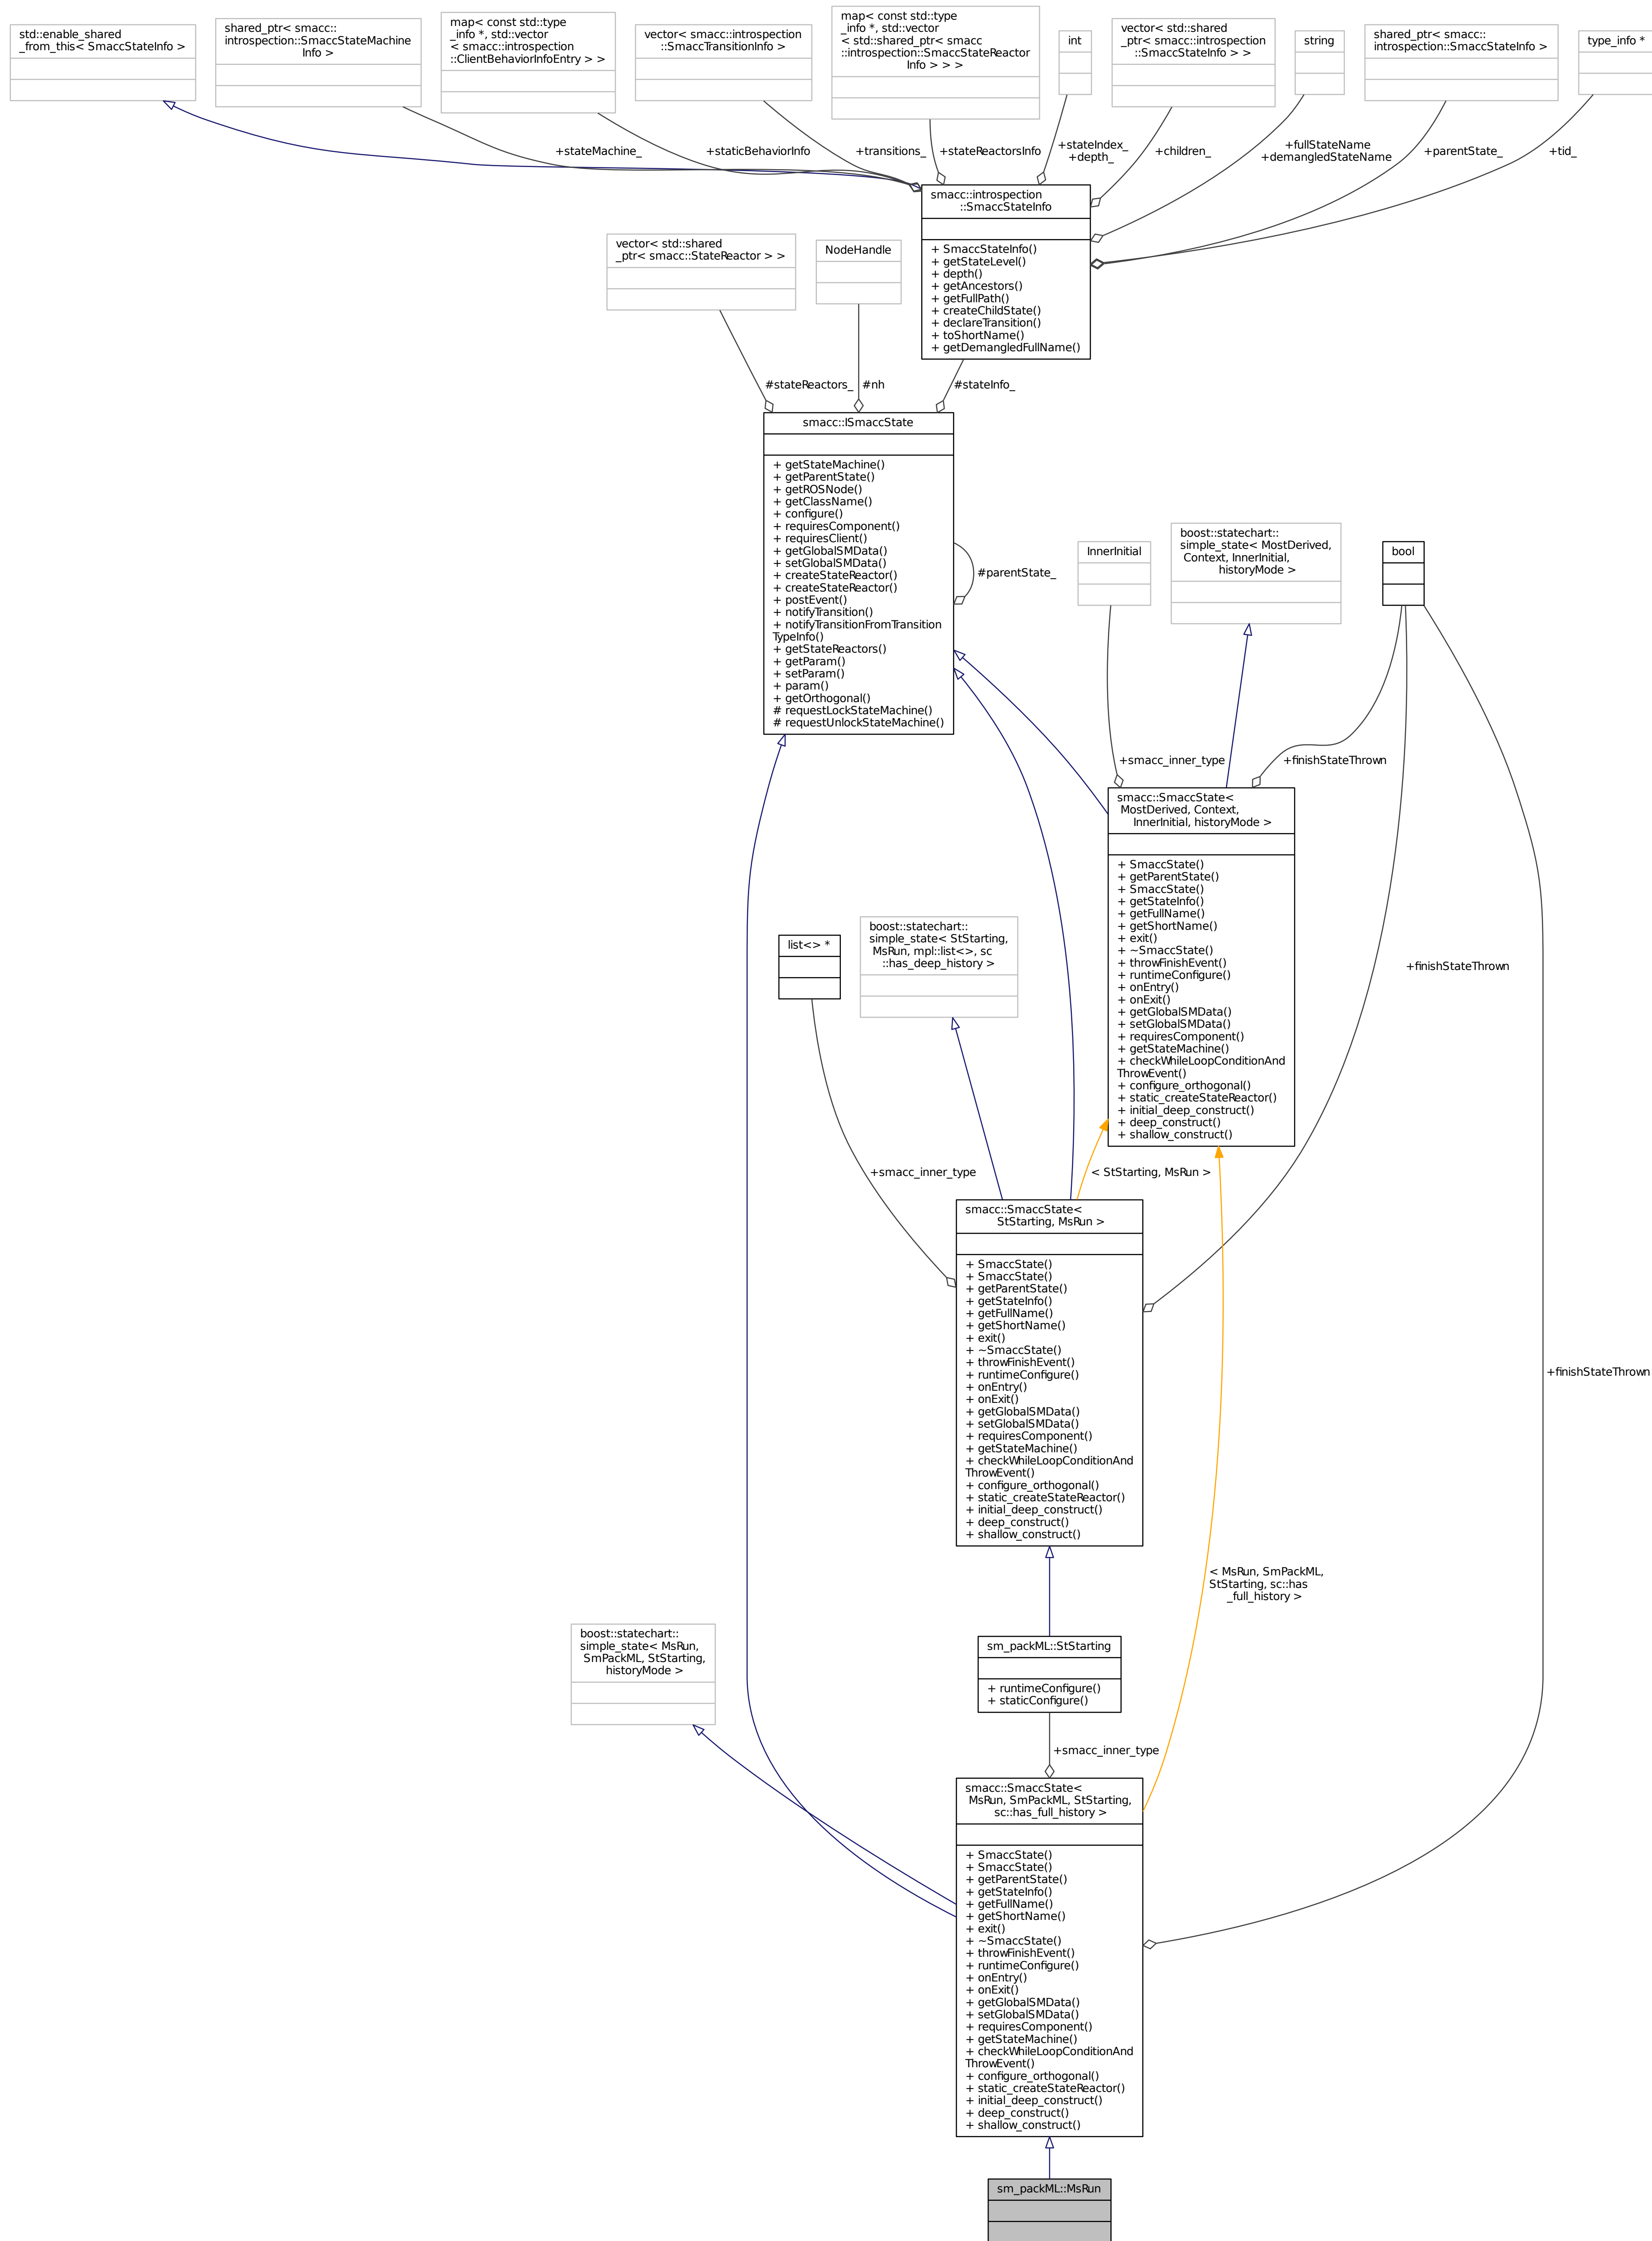 std::enable_shared
_from_this< SmaccStateInfo >
shared_ptr< smacc::
introspection::SmaccStateMachine
Info >
map< const std::type
_info *, std::vector
< smacc::introspection
::ClientBehaviorInfoEntry > >
vector< smacc::introspection
::SmaccTransitionInfo >
map< const std::type
_info *, std::vector
< std::shared_ptr< smacc
::introspection::SmaccStateReactor
Info > > >
int
vector< std::shared
_ptr< smacc::introspection
::SmaccStateInfo > >
string
shared_ptr< smacc::
introspection::SmaccStateInfo >
type_info *
+stateMachine_
+staticBehaviorInfo
+transitions_
+stateReactorsInfo
+stateIndex_
+depth_
+children_
+fullStateName
+demangledStateName
+parentState_
+tid_
smacc::introspection
::SmaccStateInfo
+ SmaccStateInfo()
+ getStateLevel()
+ depth()
+ getAncestors()
+ getFullPath()
+ createChildState()
+ declareTransition()
+ toShortName()
+ getDemangledFullName()
vector< std::shared
_ptr< smacc::StateReactor > >
NodeHandle
#stateReactors_
#nh
#stateInfo_
smacc::ISmaccState
+ getStateMachine()
+ getParentState()
+ getROSNode()
+ getClassName()
+ configure()
+ requiresComponent()
+ requiresClient()
+ getGlobalSMData()
+ setGlobalSMData()
+ createStateReactor()
+ createStateReactor()
+ postEvent()
+ notifyTransition()
+ notifyTransitionFromTransition
TypeInfo()
+ getStateReactors()
+ getParam()
+ setParam()
+ param()
+ getOrthogonal()
# requestLockStateMachine()
# requestUnlockStateMachine()
#parentState_
InnerInitial
boost::statechart::
simple_state< MostDerived,
Context, InnerInitial,
historyMode >
bool
+smacc_inner_type
+finishStateThrown
smacc::SmaccState<
MostDerived, Context,
InnerInitial, historyMode >
+ SmaccState()
+ getParentState()
+ SmaccState()
+ getStateInfo()
+ getFullName()
+ getShortName()
+ exit()
+ ~SmaccState()
+ throwFinishEvent()
+ runtimeConfigure()
+ onEntry()
+ onExit()
+ getGlobalSMData()
+ setGlobalSMData()
+ requiresComponent()
+ getStateMachine()
+ checkWhileLoopConditionAnd
ThrowEvent()
+ configure_orthogonal()
+ static_createStateReactor()
+ initial_deep_construct()
+ deep_construct()
+ shallow_construct()
list<> *
boost::statechart::
simple_state< StStarting,
MsRun, mpl::list<>, sc
::has_deep_history >
+finishStateThrown
+smacc_inner_type
< StStarting, MsRun >
smacc::SmaccState<
StStarting, MsRun >
+ SmaccState()
+ SmaccState()
+ getParentState()
+ getStateInfo()
+ getFullName()
+ getShortName()
+ exit()
+ ~SmaccState()
+ throwFinishEvent()
+ runtimeConfigure()
+ onEntry()
+ onExit()
+ getGlobalSMData()
+ setGlobalSMData()
+ requiresComponent()
+ getStateMachine()
+ checkWhileLoopConditionAnd
ThrowEvent()
+ configure_orthogonal()
+ static_createStateReactor()
+ initial_deep_construct()
+ deep_construct()
+ shallow_construct()
+finishStateThrown
< MsRun, SmPackML,
StStarting, sc::has
_full_history >
boost::statechart::
simple_state< MsRun,
SmPackML, StStarting,
historyMode >
sm_packML::StStarting
+ runtimeConfigure()
+ staticConfigure()
+smacc_inner_type
smacc::SmaccState<
MsRun, SmPackML, StStarting,
sc::has_full_history >
+ SmaccState()
+ SmaccState()
+ getParentState()
+ getStateInfo()
+ getFullName()
+ getShortName()
+ exit()
+ ~SmaccState()
+ throwFinishEvent()
+ runtimeConfigure()
+ onEntry()
+ onExit()
+ getGlobalSMData()
+ setGlobalSMData()
+ requiresComponent()
+ getStateMachine()
+ checkWhileLoopConditionAnd
ThrowEvent()
+ configure_orthogonal()
+ static_createStateReactor()
+ initial_deep_construct()
+ deep_construct()
+ shallow_construct()
sm_packML::MsRun